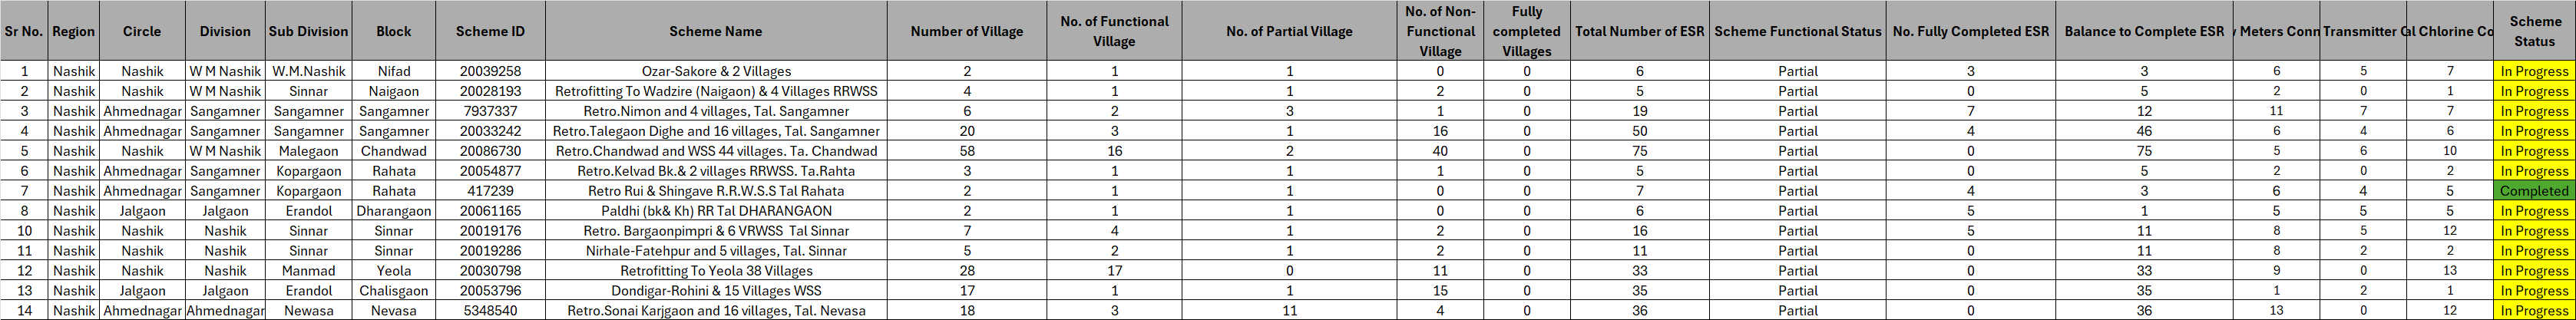 Sr No. Region Circle Division Sub Division Block Scheme ID Scheme Name Number of Village No. of Functional Village No. of Partial Village No. of Non-Functional Village Fully completed Villages Total Number of ESR Scheme Functional Status No. Fully Completed ESR Balance to Complete ESR Meters Conn Transmitter Chlorine Co Scheme Status
1 Nashik Nashik W M Nashik W.M.Nashik Nifad 20039258 Ozar-Sakore & 2 Villages 2 1 1 0 0 6 Partial 3 3 6 5 7 In Progress
2 Nashik Nashik W M Nashik Sinnar Naigaon 20028193 Retrofitting To Wadzire (Naigaon) & 4 Villages RRWSS 4 1 1 2 0 5 Partial 0 5 2 0 1 In Progress
3 Nashik Ahmednagar Sangamner Sangamner Sangamner 7937337 Retro.Nimon and 4 villages, Tal. Sangamner 6 2 3 1 0 19 Partial 7 12 11 7 7 In Progress
4 Nashik Ahmednagar Sangamner Sangamner Sangamner 20033242 Retro.Talegaon Dighe and 16 villages, Tal. Sangamner 20 3 1 16 0 50 Partial 4 46 6 4 6 In Progress
5 Nashik Nashik W M Nashik Malegaon Chandwad 20086730 Retro.Chandwad and WSS 44 villages. Ta. Chandwad 58 16 2 40 0 75 Partial 0 75 5 6 10 In Progress
6 Nashik Ahmednagar Sangamner Kopargaon Rahata 20054877 Retro.Kelvad Bk.& 2 villages RRWSS. Ta.Rahta 3 1 1 1 0 5 Partial 0 5 2 0 2 In Progress
7 Nashik Ahmednagar Sangamner Kopargaon Rahata 417239 Retro Rui & Shingave R.R.W.S.S Tal Rahata 2 1 1 0 0 7 Partial 4 3 6 4 5 Completed
8 Nashik Jalgaon Jalgaon Erandol Dharangaon 20061165 Paldhi (bk& Kh) RR Tal DHARANGAON 2 1 1 0 0 6 Partial 5 1 5 5 5 In Progress
10 Nashik Nashik Nashik Sinnar Sinnar 20019176 Retro. Bargaonpimpri & 6 VRWSS  Tal Sinnar 7 4 1 2 0 16 Partial 5 11 8 5 12 In Progress
11 Nashik Nashik Nashik Sinnar Sinnar 20019286 Nirhale-Fatehpur and 5 villages, Tal. Sinnar 5 2 1 2 0 11 Partial 0 11 8 2 2 In Progress
12 Nashik Nashik Nashik Manmad Yeola 20030798 Retrofitting To Yeola 38 Villages 28 17 0 11 0 33 Partial 0 33 9 0 13 In Progress
13 Nashik Jalgaon Jalgaon Erandol Chalisgaon 20053796 Dondigar-Rohini & 15 Villages WSS 17 1 1 15 0 35 Partial 0 35 1 2 1 In Progress
14 Nashik Ahmednagar Ahmednagar Newasa Nevasa 5348540 Retro.Sonai Karjgaon and 16 villages, Tal. Nevasa 18 3 11 4 0 36 Partial 0 36 13 0 12 In Progress